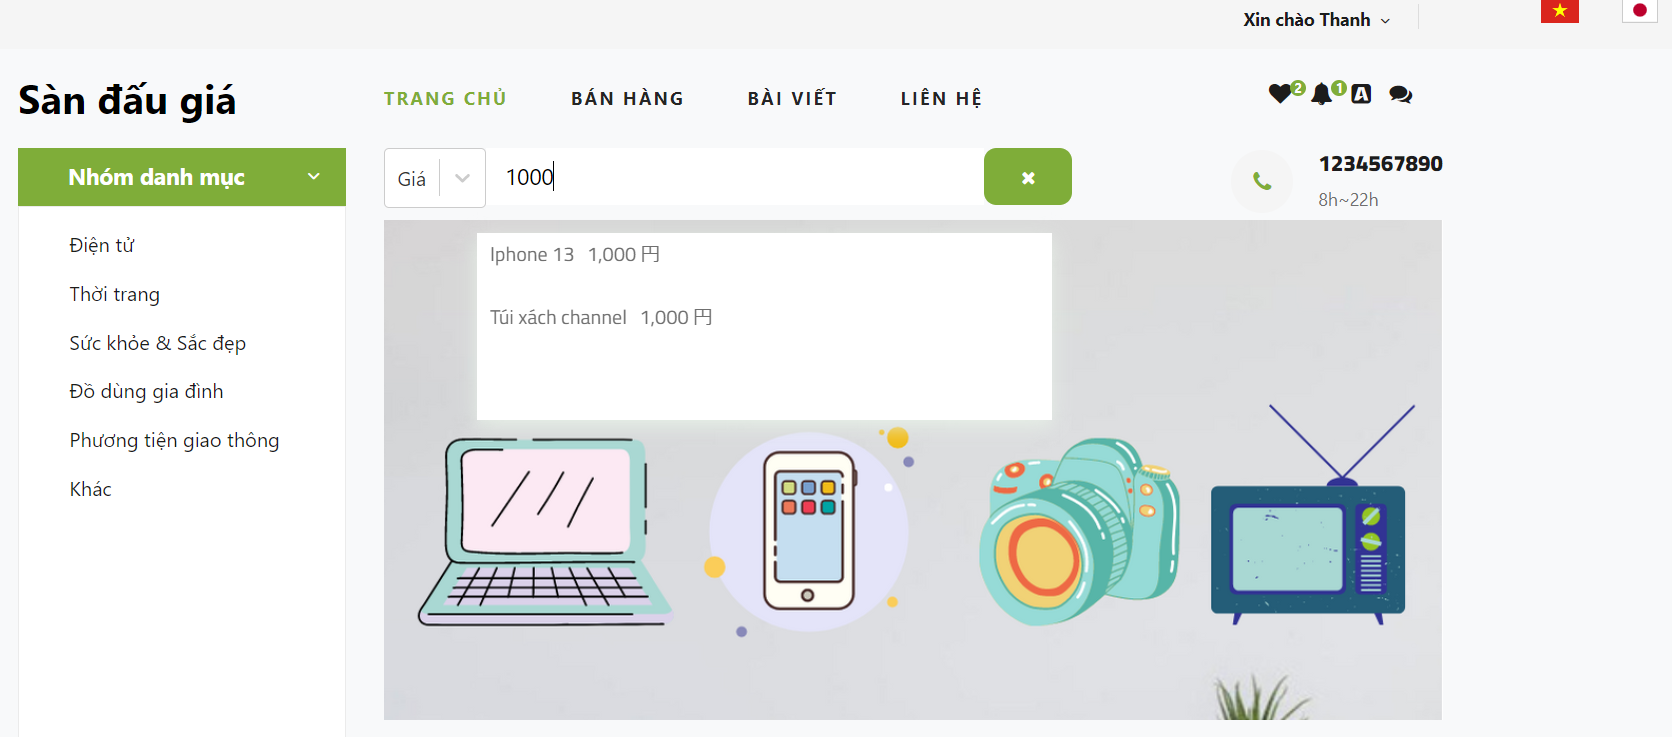 Xin chào Thanh
Sàn đấu giá
TRANG CHỦ BÁN HÀNG BÀI VIẾT LIÊN HỆ
2 1 A
Nhóm danh mục
Giá 1000
1234567890
8h~22h
Điện tử
Thời trang
Sức khỏe & Sắc đẹp
Đồ dùng gia đình
Phương tiện giao thông
Khác
Iphone 13 1,000 円
Túi xách channel 1,000 円